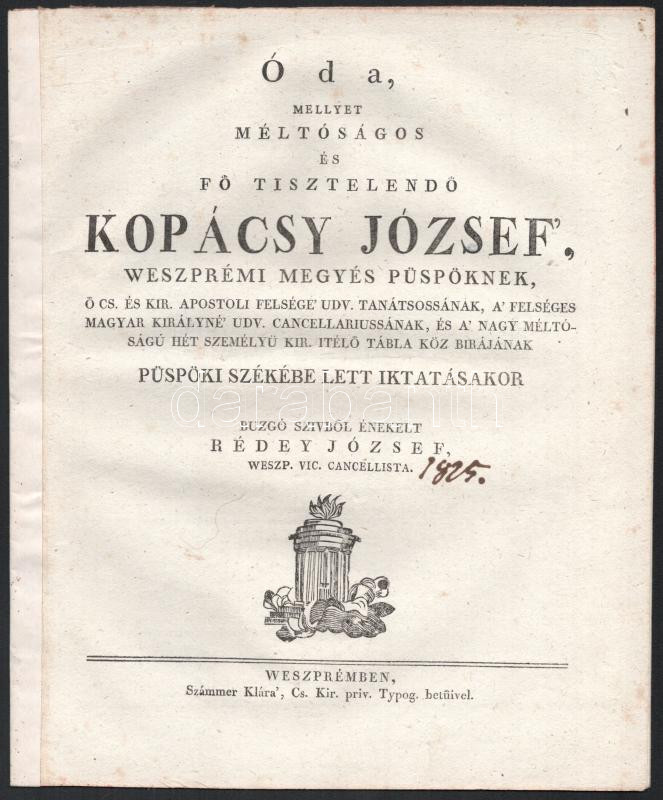 Ó d a,
MELLYET
MÉLTÓSÁGOS
ÉS
FŐ TISZTELENDŐ
KOPÁCSY JÓZSEF',
WESZPRÉMI MEGYÉS PÜSPÖKNEK,
Ő CS. ÉS KIR. APOSTOLI FELSÉGE' UDV. TANÁTSOSSÁNAK, A' FELSÉGES
MAGYAR KIRÁLYNÉ' UDV. CANCELLARIUSSÁNAK, ÉS A' NAGY MÉLTÓ-
SÁGÚ HÉT SZEMÉLYŰ KIR. ITÉLŐ TÁBLA KÖZ BIRÁJÁNAK
PÜSPÖKI SZÉKÉBE LETT IKTATÁSAKOR
BUZGÓ SZIVBŐL ÉNEKELT
RÉDEY JÓZSEF,
WESZP. VIC. CANCELLISTA. 1825.
darabanth
WESZPRÉMBEN,
Számmer Klára', Cs. Kir. priv. Typog. betűivel.